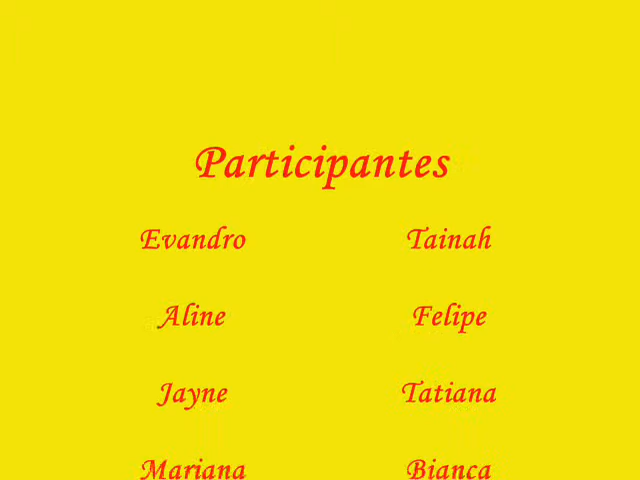 Participantes
Evandro Tainah
Aline Felipe
Jayne Tatiana
Mariana Bianca